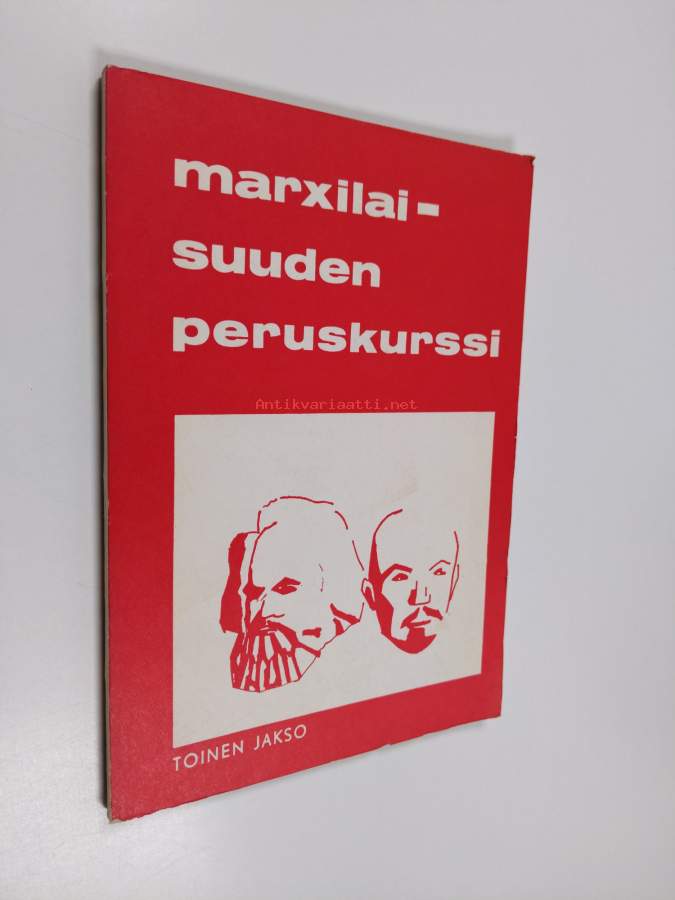 marxilai-
suuden
peruskurssi
Antikvariaatti.net
TOINEN JAKSO